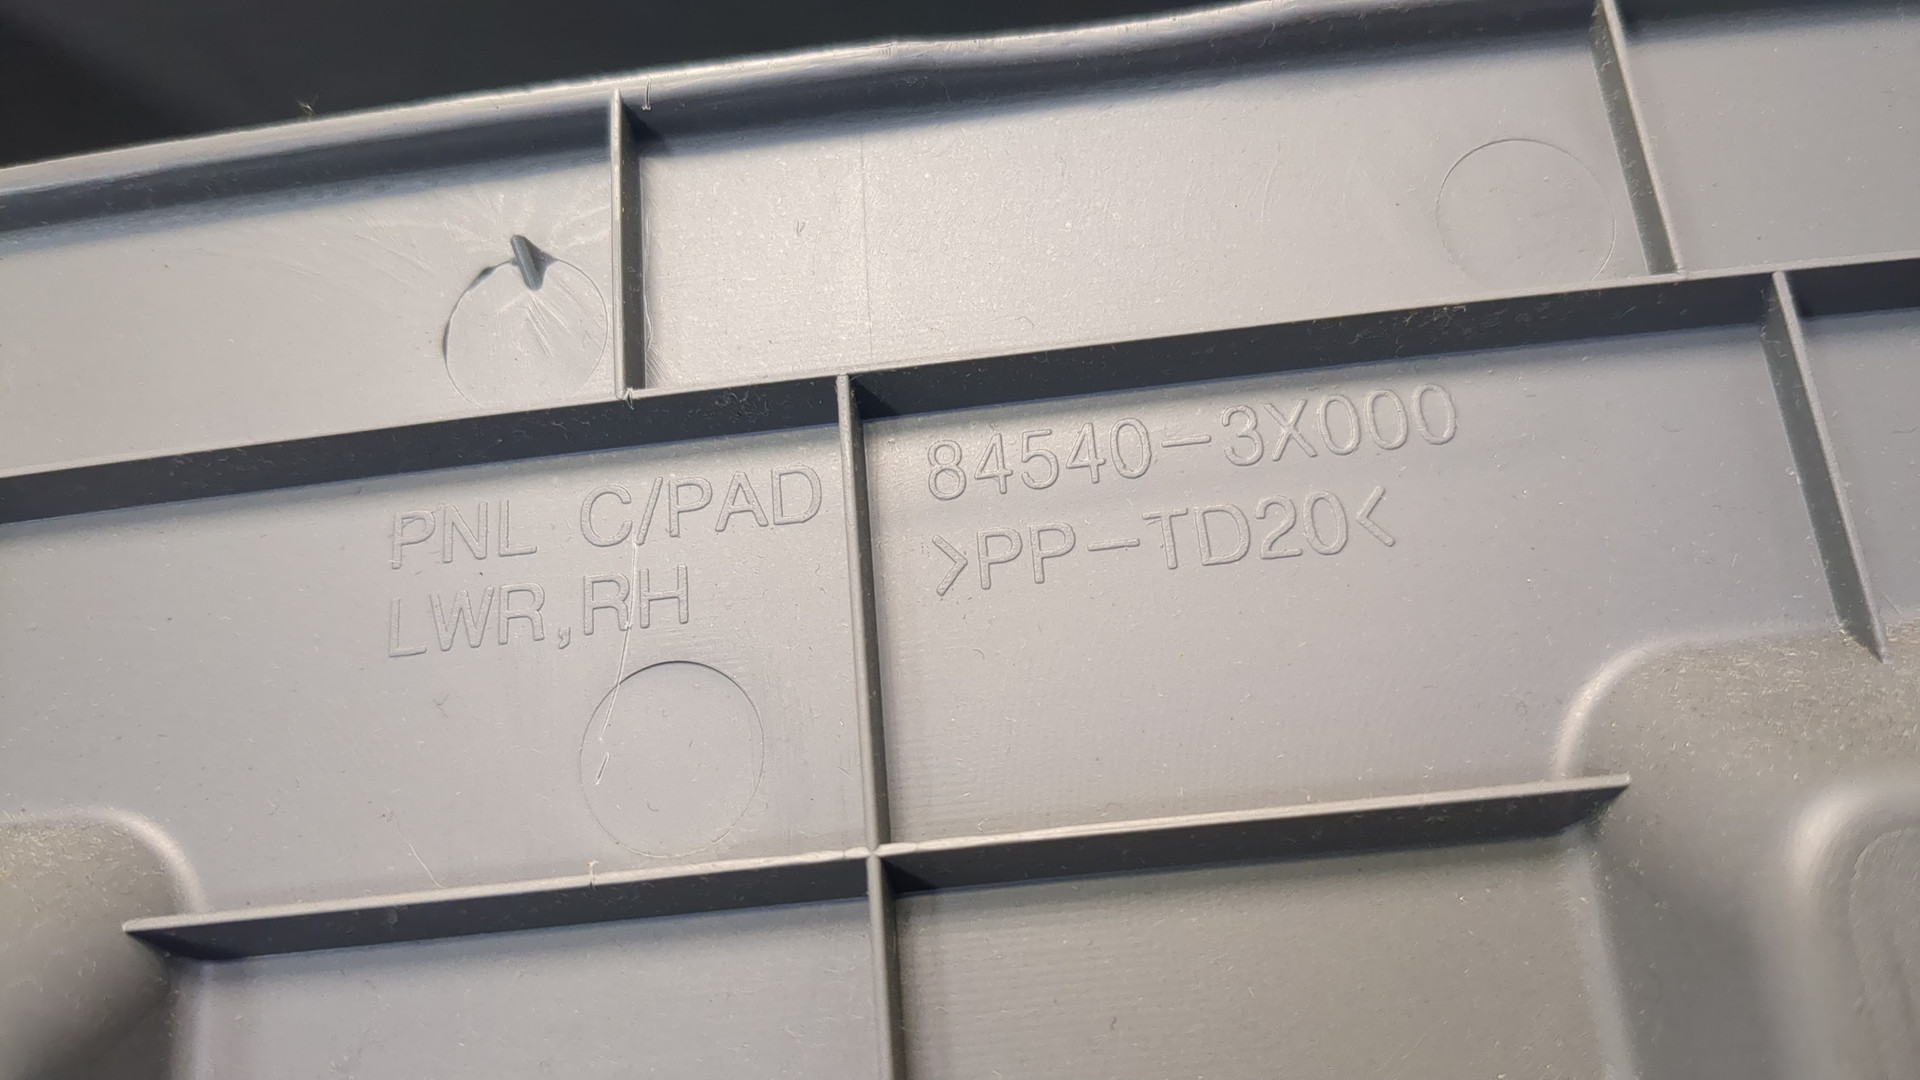 PNL C/PAD
LWR,RH
84540-3X000
>PP-TD20<